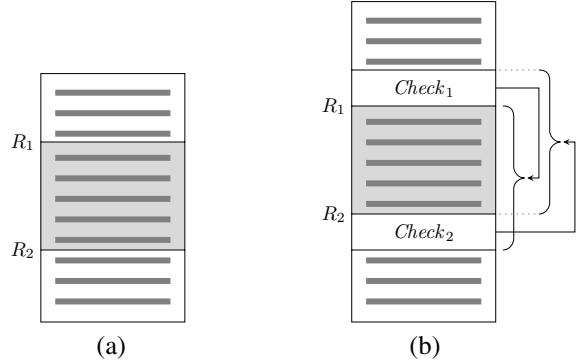 R₁
R₂
(a)
Check₁
R₁
R₂
Check₂
(b)